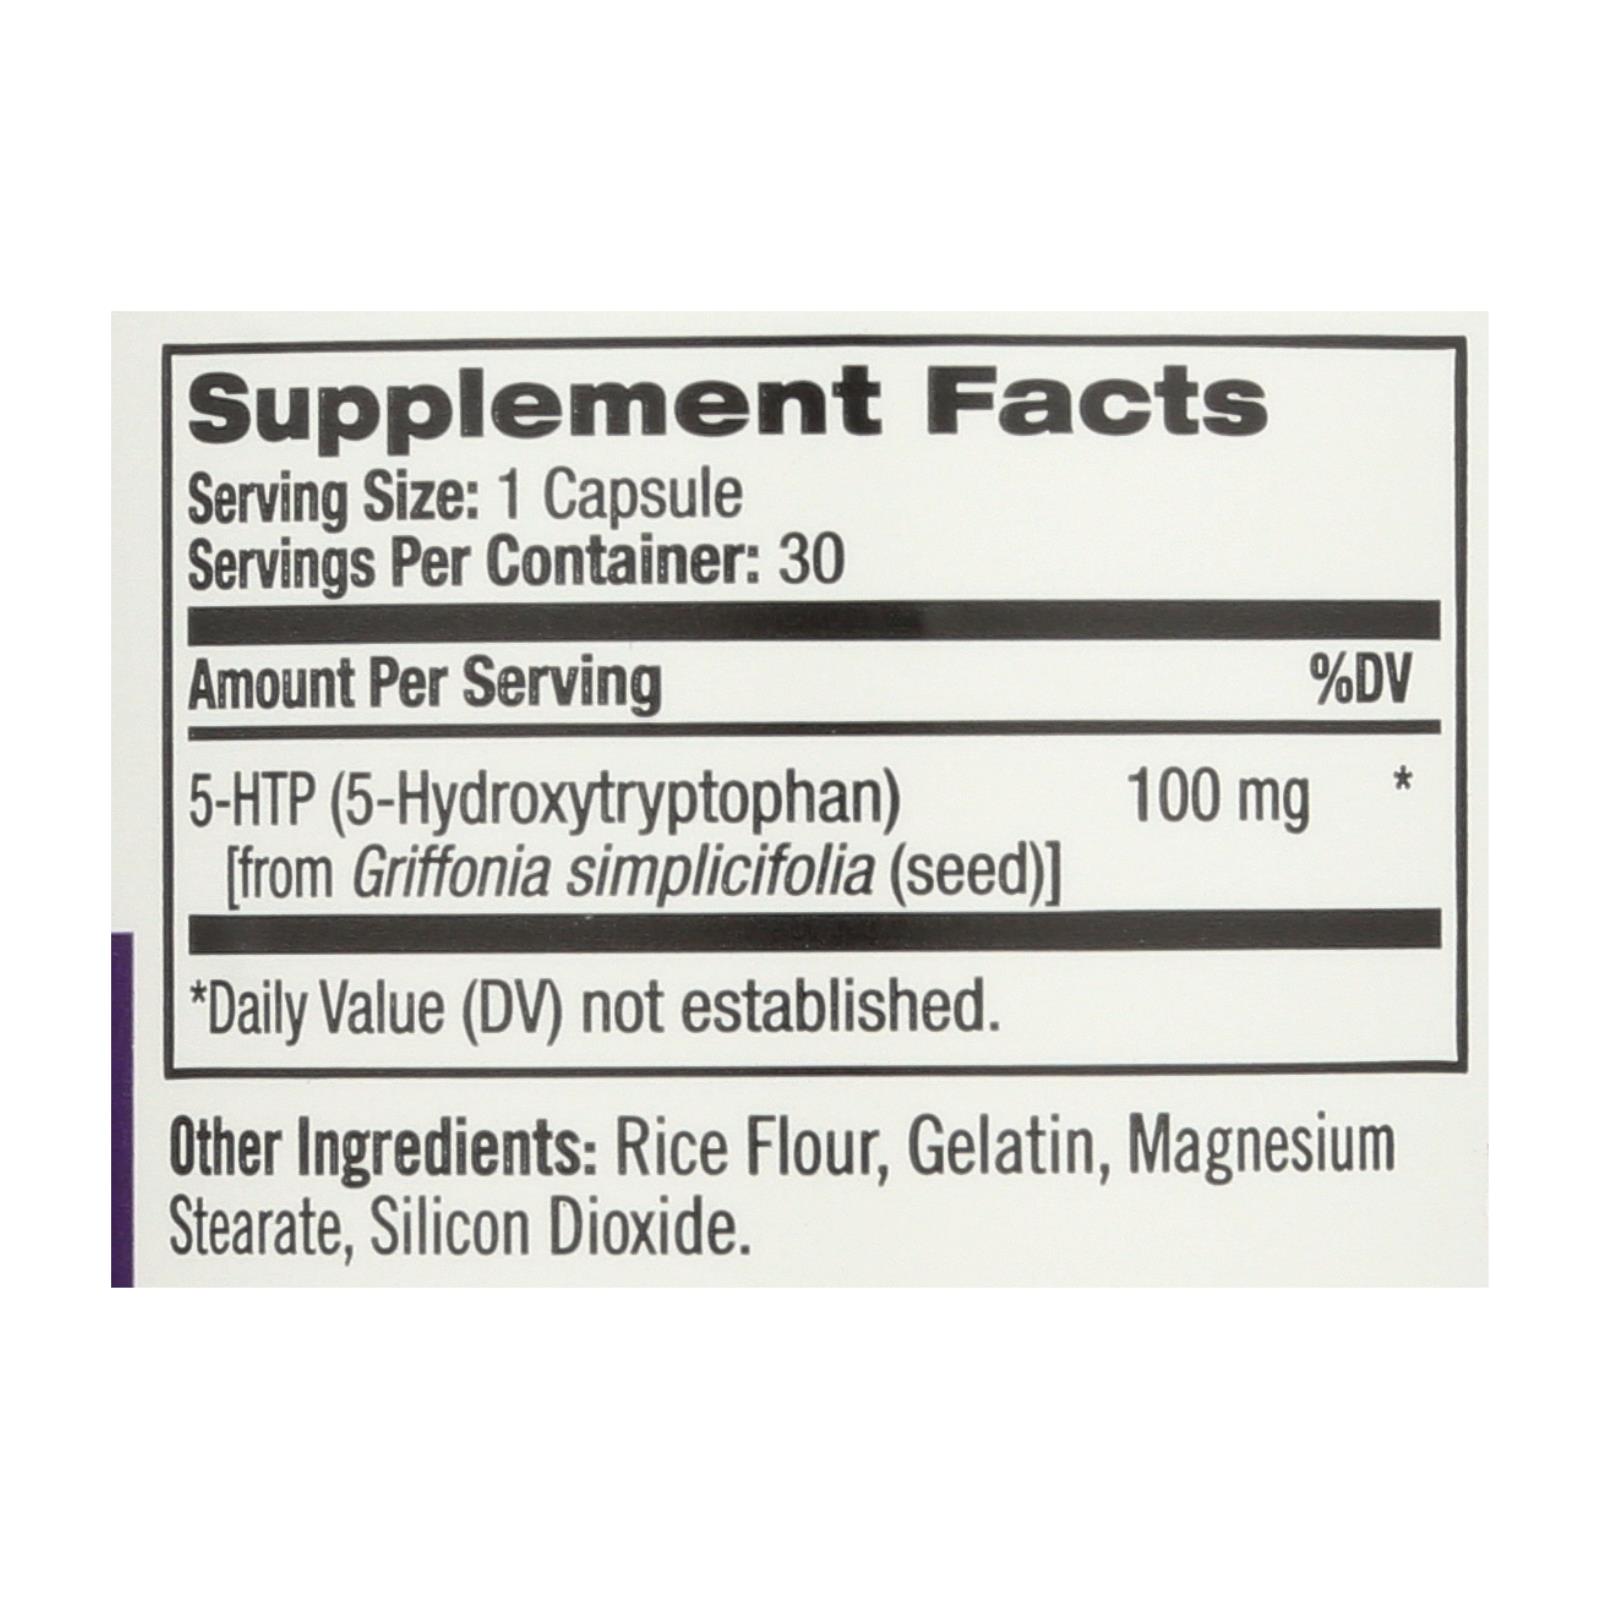 Supplement Facts
Serving Size: 1 Capsule
Servings Per Container: 30
Amount Per Serving %DV
5-HTP (5-Hydroxytryptophan) 100 mg *
[from Griffonia simplicifolia (seed)]
*Daily Value (DV) not established.
Other Ingredients: Rice Flour, Gelatin, Magnesium
Stearate, Silicon Dioxide.